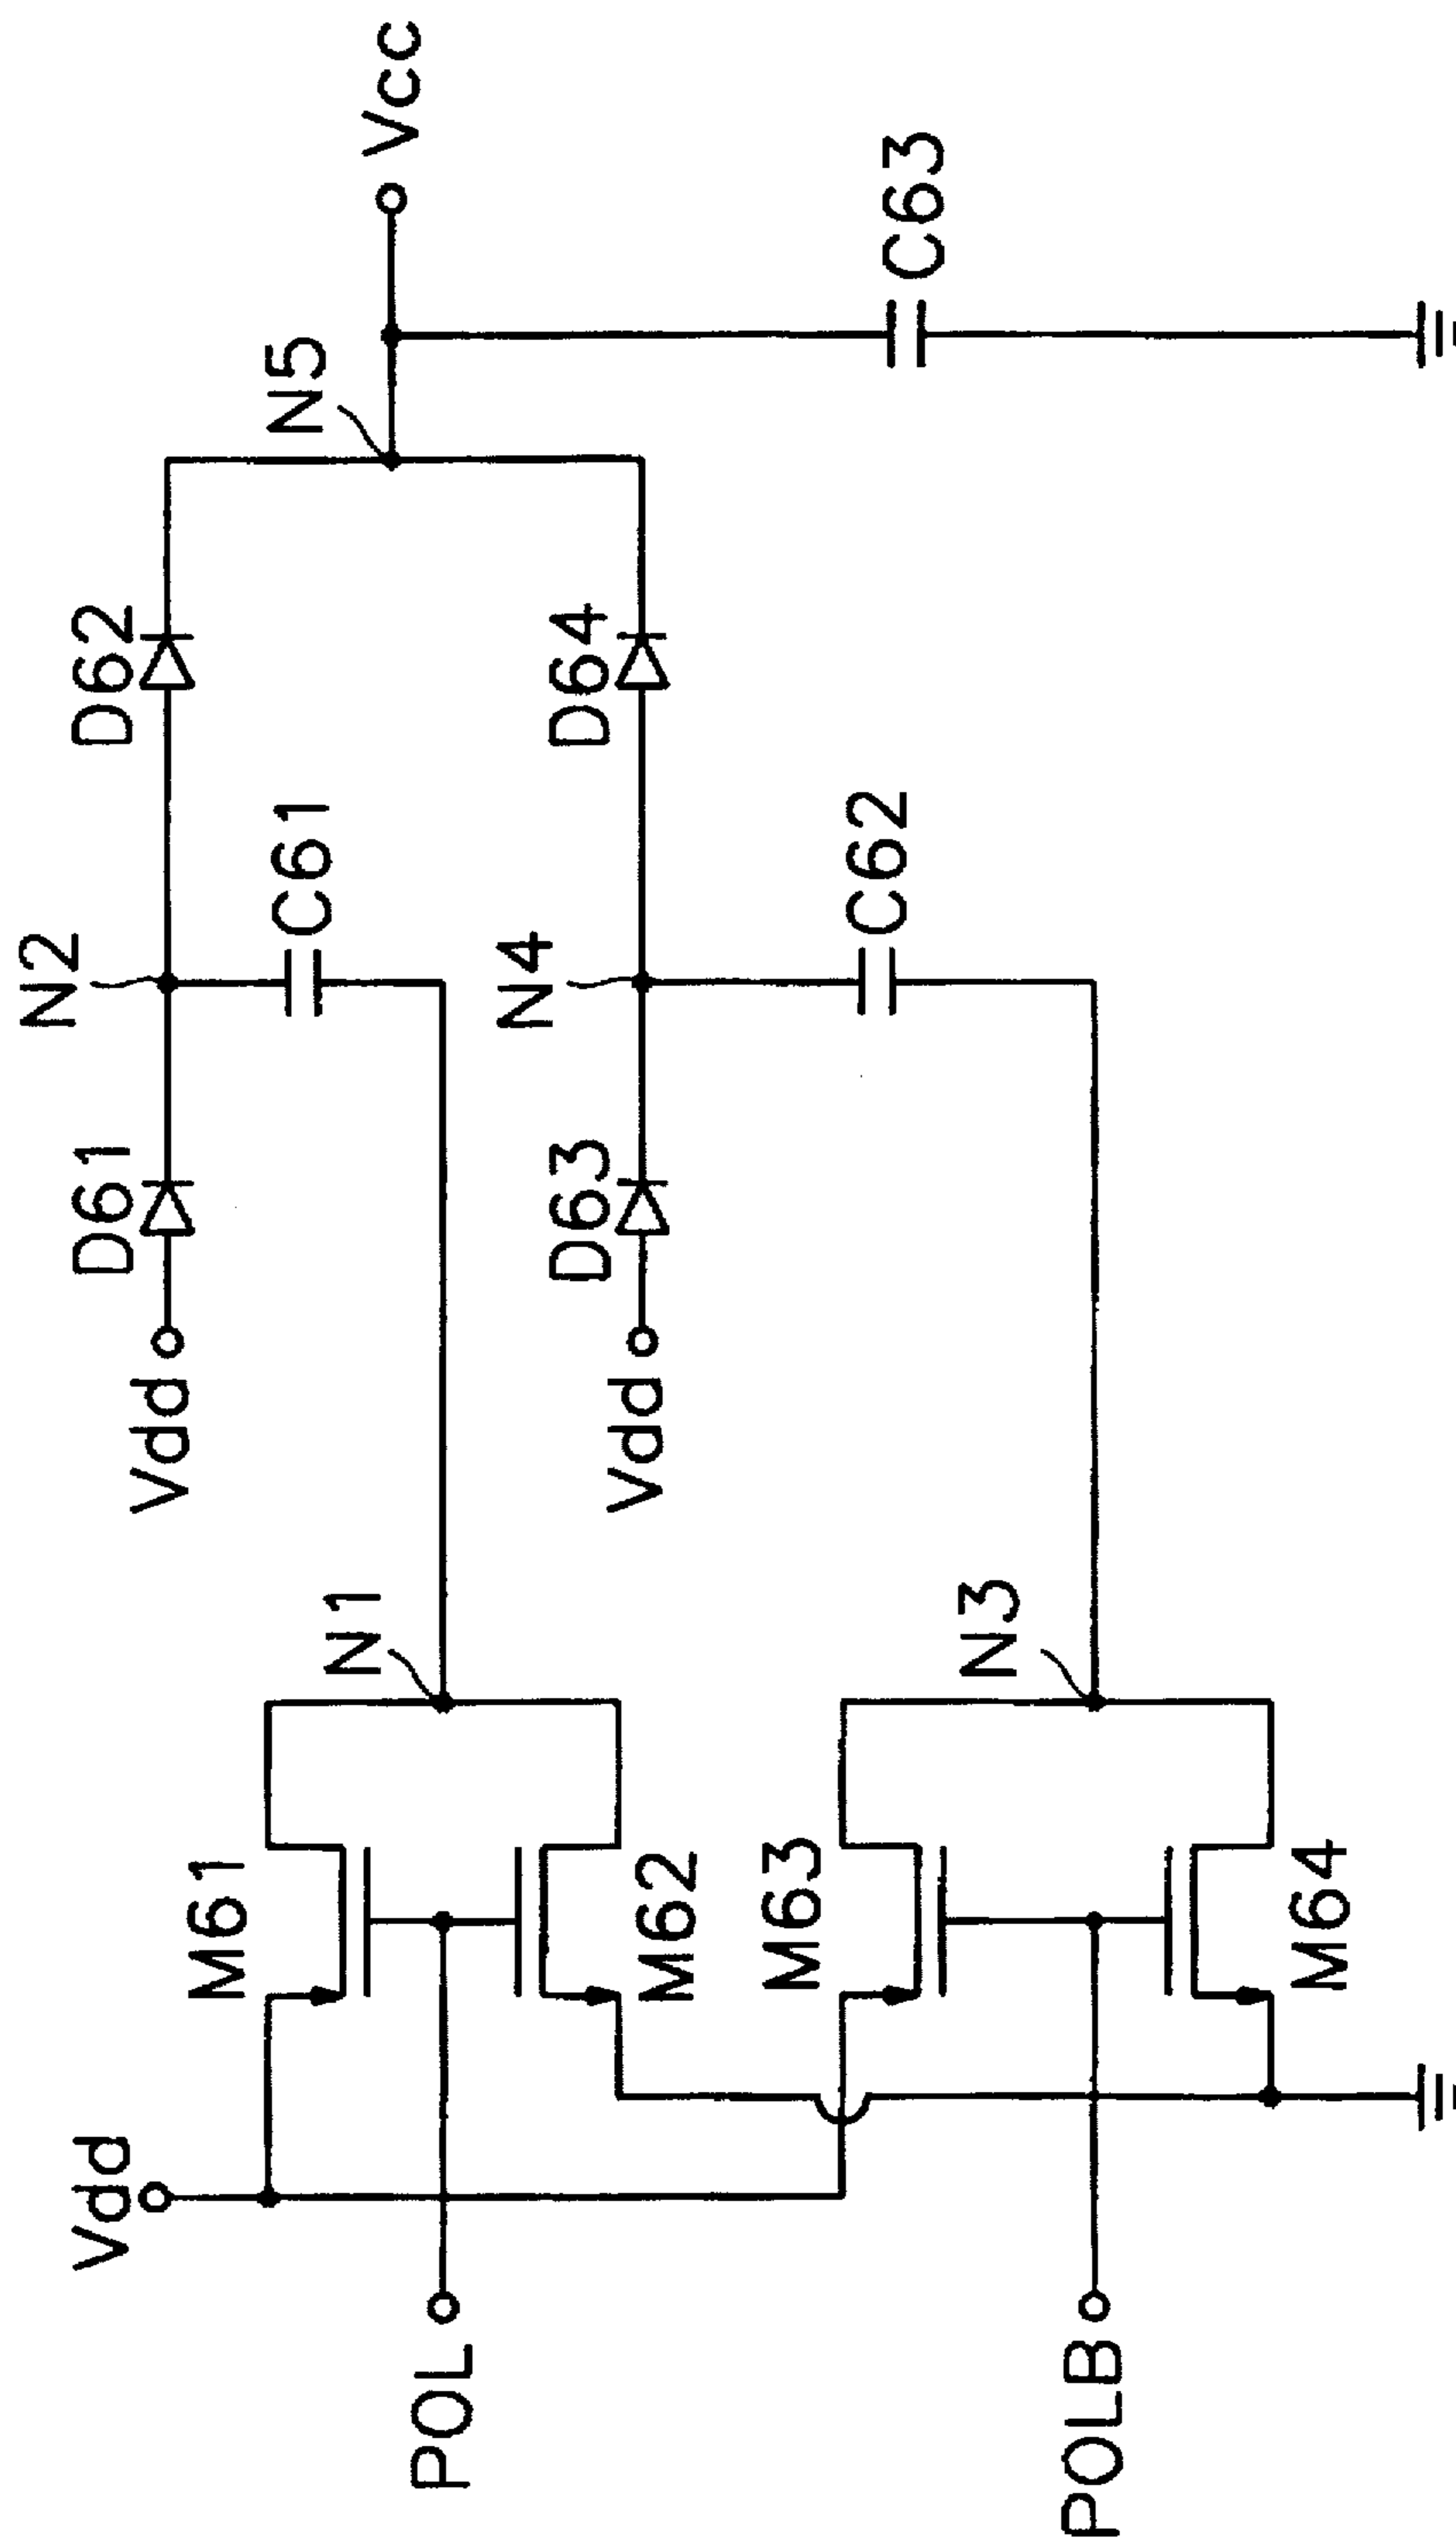 Vdd
POL
POLB
M61
M62
M63
M64
N1
N3
Vdd
D61
N2
D62
C61
Vdd
D63
N4
D64
C62
N5
Vcc
C63